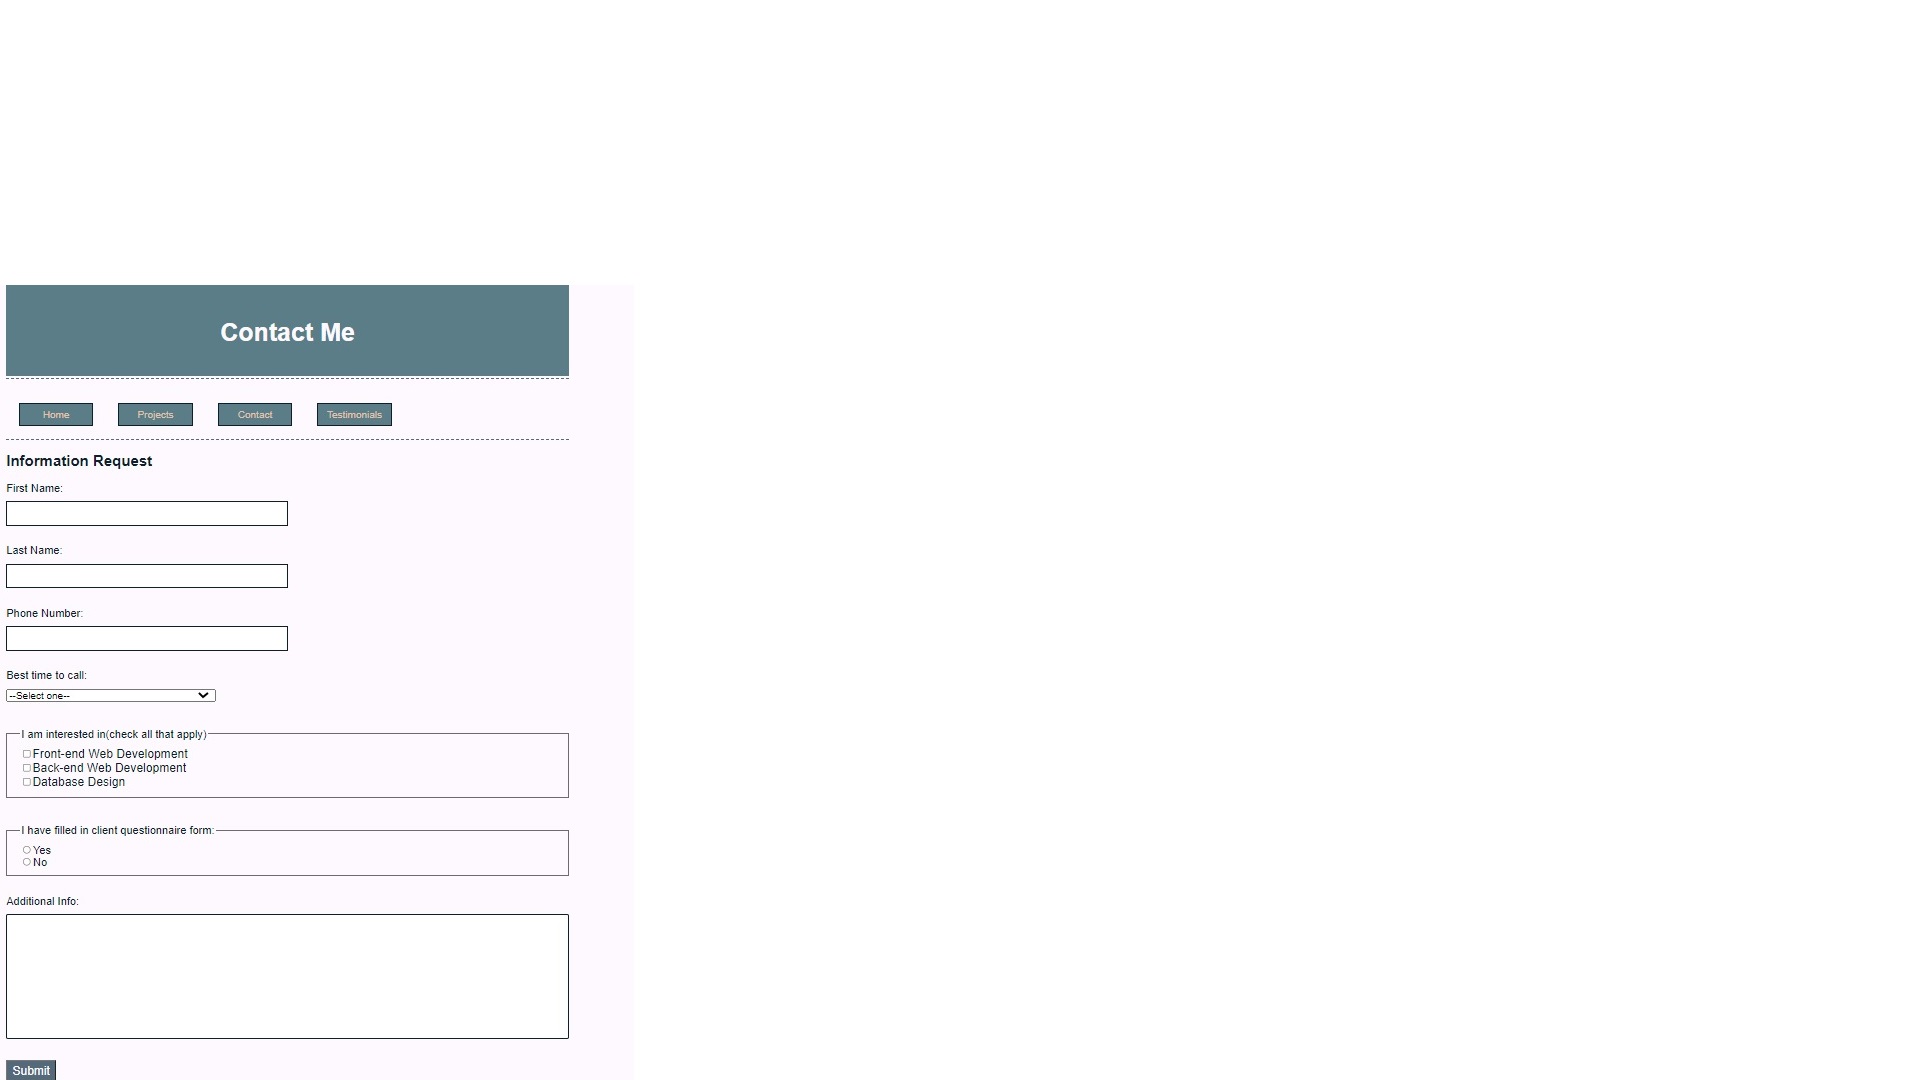 Contact Me
Home Projects Contact Testimonials
Information Request
First Name:
Last Name:
Phone Number:
Best time to call:
--Select one--
I am interested in(check all that apply)
Front-end Web Development
Back-end Web Development
Database Design
I have filled in client questionnaire form:
Yes
No
Additional Info:
Submit